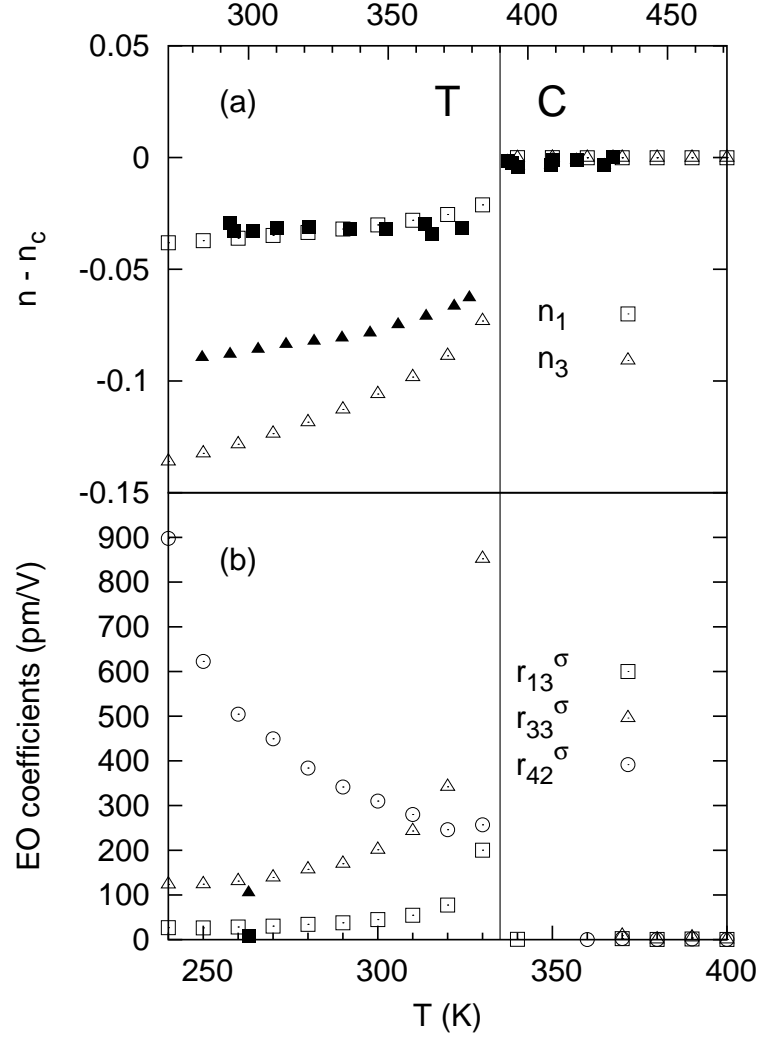 300 350 400 450
0.05
(a) T C
0
n - n_c
-0.05
n_1
n_3
-0.1
-0.15
900
(b)
800
700
EO coefficients (pm/V)
600
r_13^σ
500
r_33^σ
400
r_42^σ
300
200
100
0
250 300 350 400
T (K)